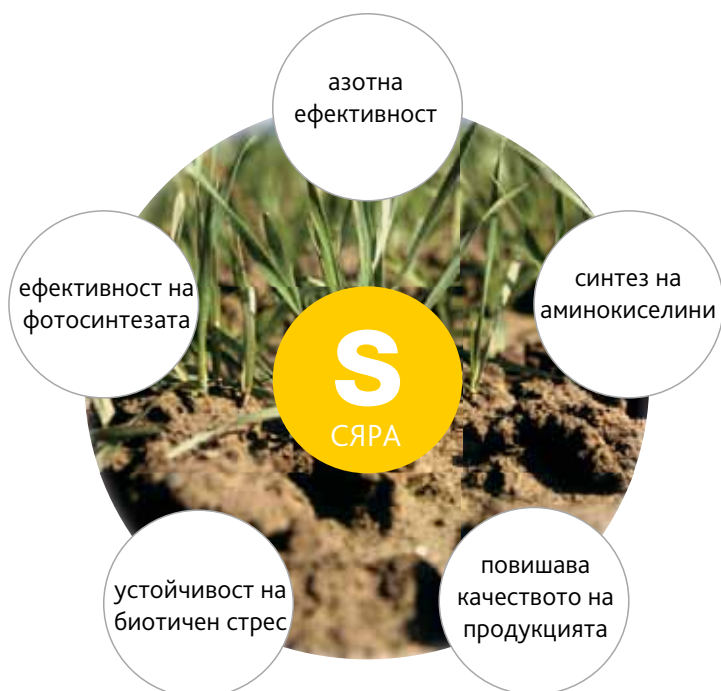 азотна
ефективност
ефективност на
фотосинтезата
синтез на
аминокиселини
S
СЯРА
устойчивост на
биотичен стрес
повишава
качеството на
продукцията